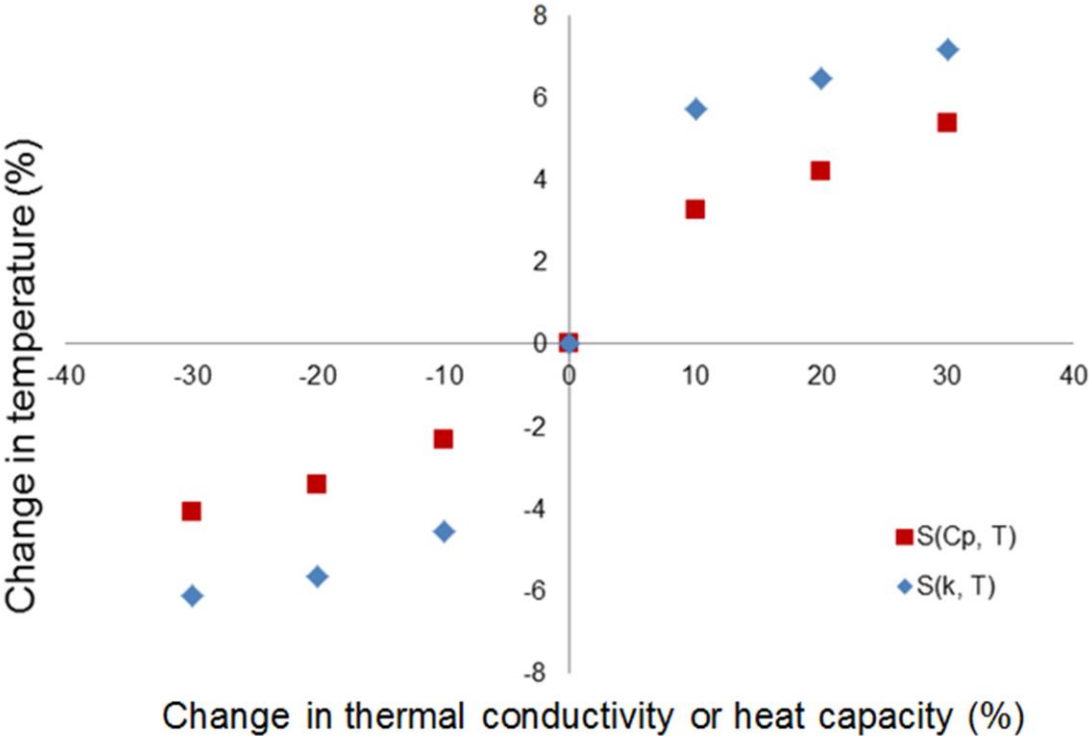 8
6
4
2
0
-40 -30 -20 -10 0 10 20 30 40
-2
-4
-6
-8
S(Cp, T)
S(k, T)
Change in temperature (%)
Change in thermal conductivity or heat capacity (%)